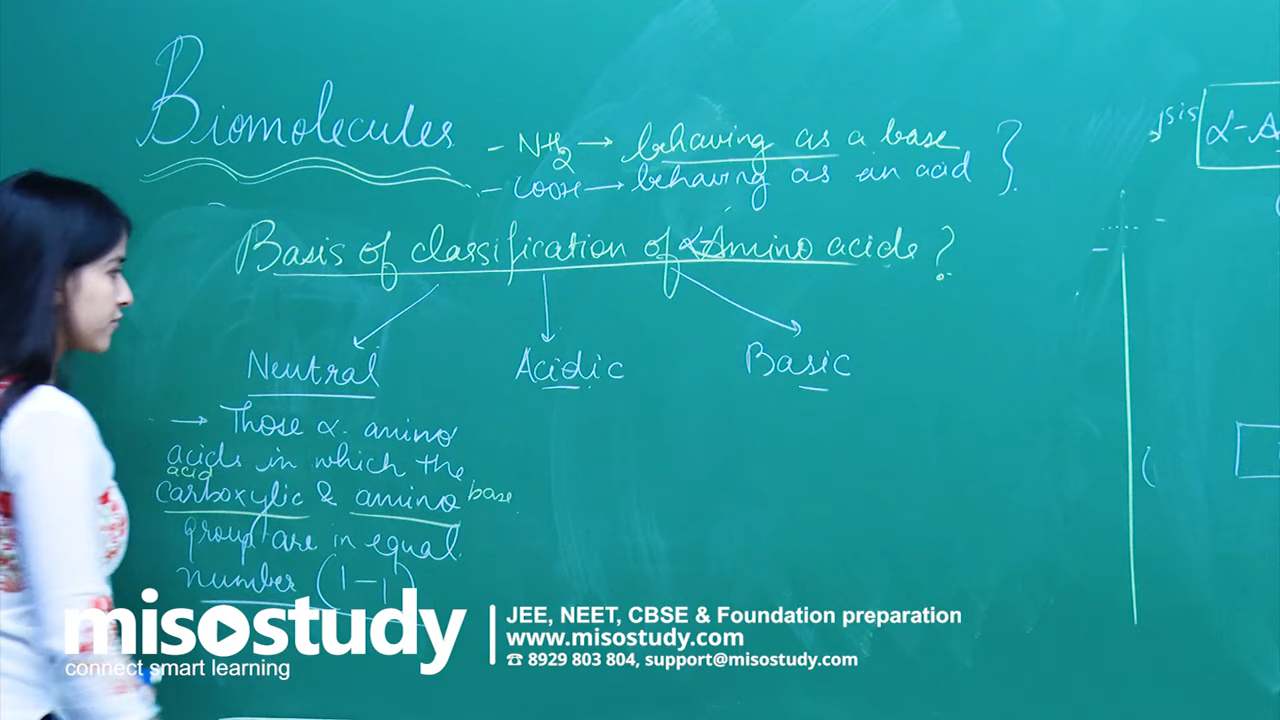 Biomolecules
- NH2 → behaving as a base }
- COOH → behaving as an acid
Basis of classification of α Amino acids ?
Neutral Acidic Basic
→ Those α. amino
acids in which the
acid
carboxylic & amino base
group are in equal
number (1-1)
sis
α-A
misostudy
connect smart learning
JEE, NEET, CBSE & Foundation preparation
www.misostudy.com
☎ 8929 803 804, support@misostudy.com